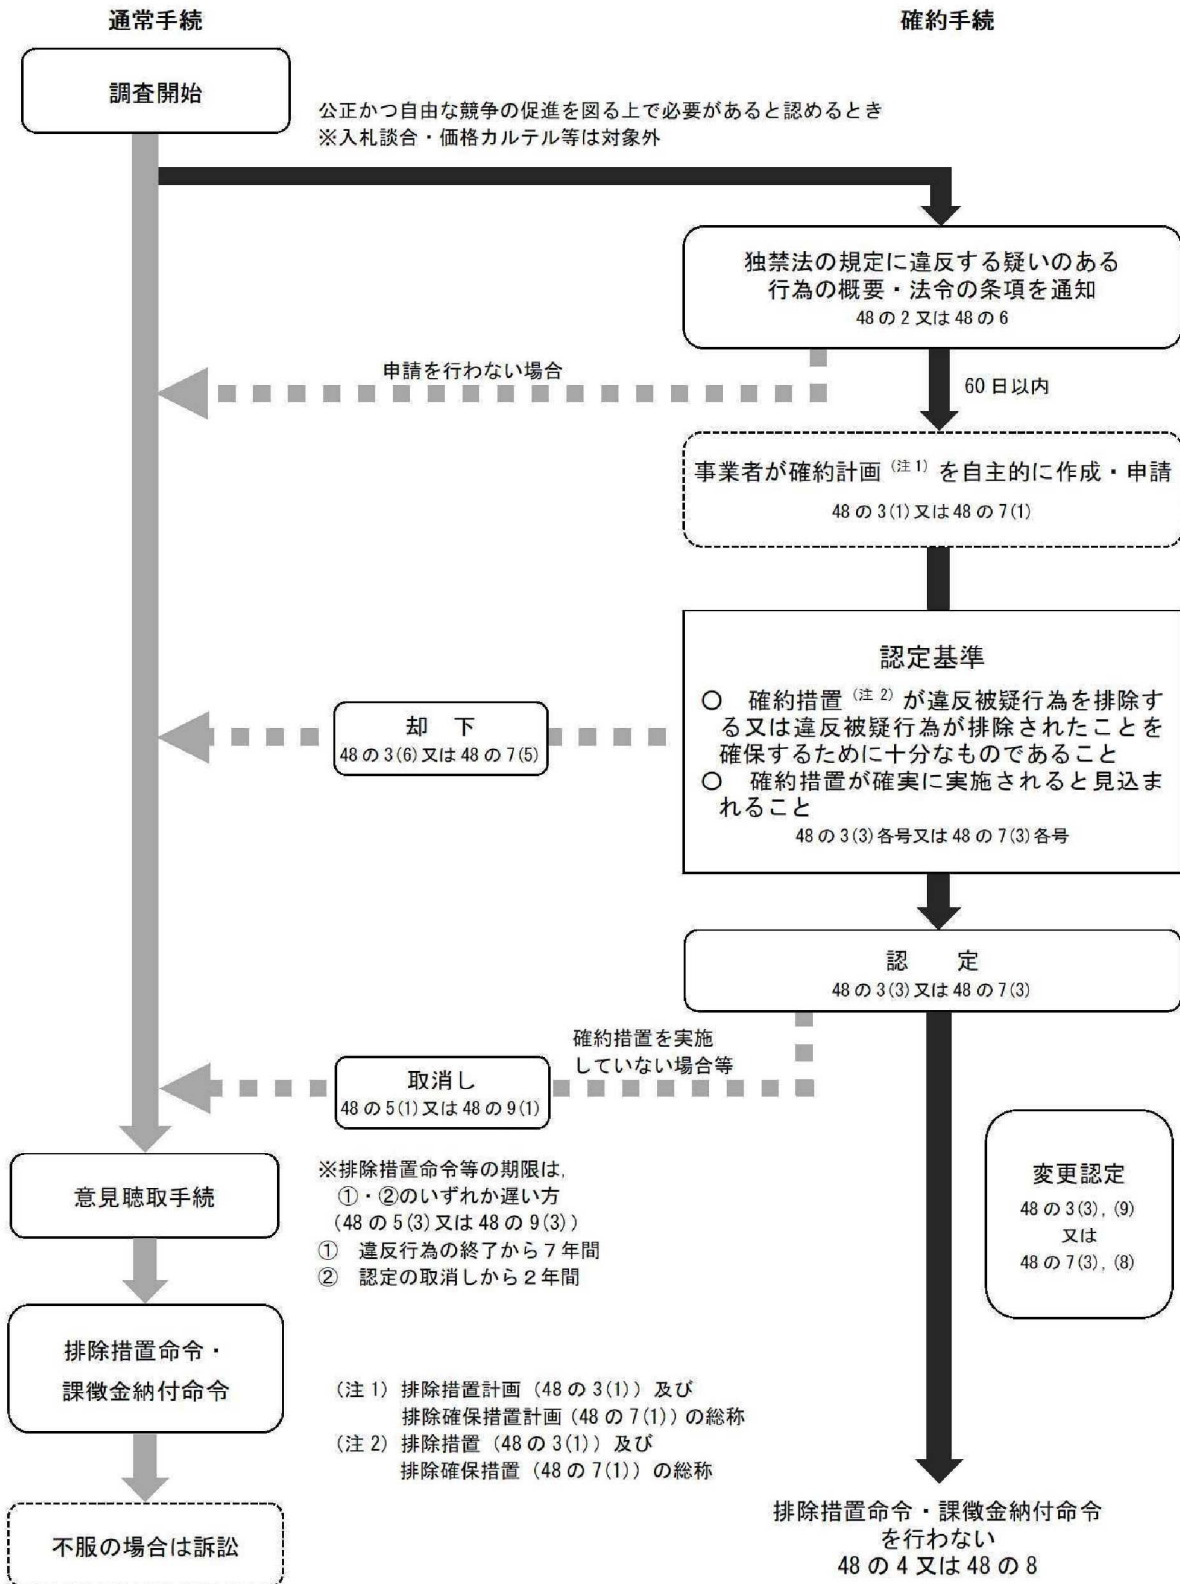 通常手続
確約手続
調査開始
公正かつ自由な競争の促進を図る上で必要があると認めるとき
※入札談合・価格カルテル等は対象外
独禁法の規定に違反する疑いのある
行為の概要・法令の条項を通知
48の2又は48の6
申請を行わない場合
60日以内
事業者が確約計画(注1)を自主的に作成・申請
48の3(1)又は48の7(1)
認定基準
○ 確約措置(注2)が違反被疑行為を排除す
る又は違反被疑行為が排除されたことを
確保するために十分なものであること
○ 確約措置が確実に実施されると見込ま
れること
48の3(3)各号又は48の7(3)各号
却 下
48の3(6)又は48の7(5)
認 定
48の3(3)又は48の7(3)
確約措置を実施
していない場合等
取消し
48の5(1)又は48の9(1)
意見聴取手続
※排除措置命令等の期限は,
①・②のいずれか遅い方
(48の5(3)又は48の9(3))
① 違反行為の終了から7年間
② 認定の取消しから2年間
変更認定
48の3(3), (9)
又は
48の7(3), (8)
排除措置命令・
課徴金納付命令
(注1) 排除措置計画(48の3(1))及び
排除確保措置計画(48の7(1))の総称
(注2) 排除措置(48の3(1))及び
排除確保措置(48の7(1))の総称
不服の場合は訴訟
排除措置命令・課徴金納付命令
を行わない
48の4又は48の8